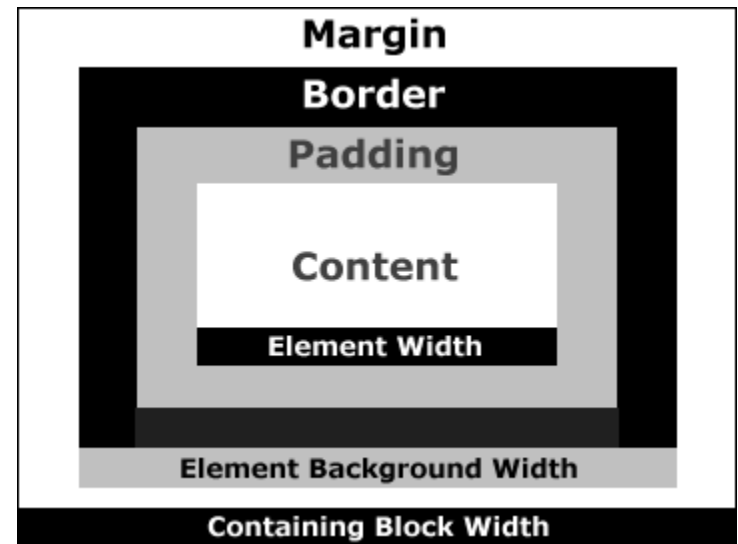 Margin
Border
Padding
Content
Element Width
Element Background Width
Containing Block Width